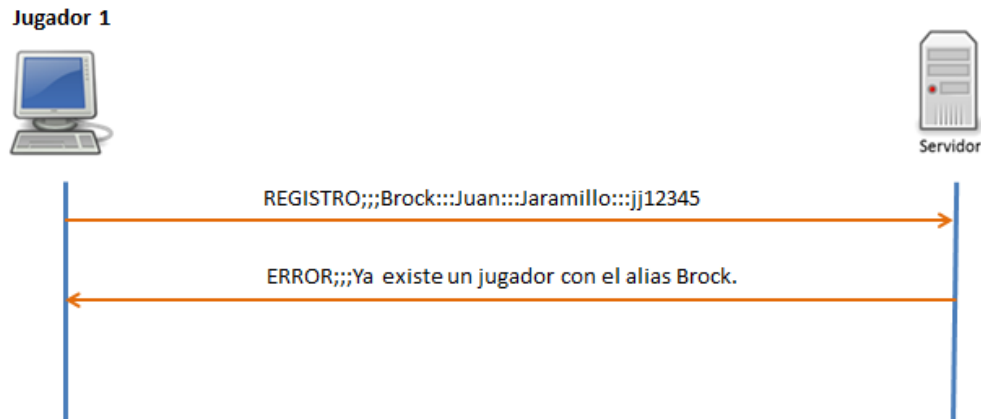 Jugador 1
Servidor
REGISTRO;;;Brock:::Juan:::Jaramillo:::jj12345
ERROR;;;Ya existe un jugador con el alias Brock.